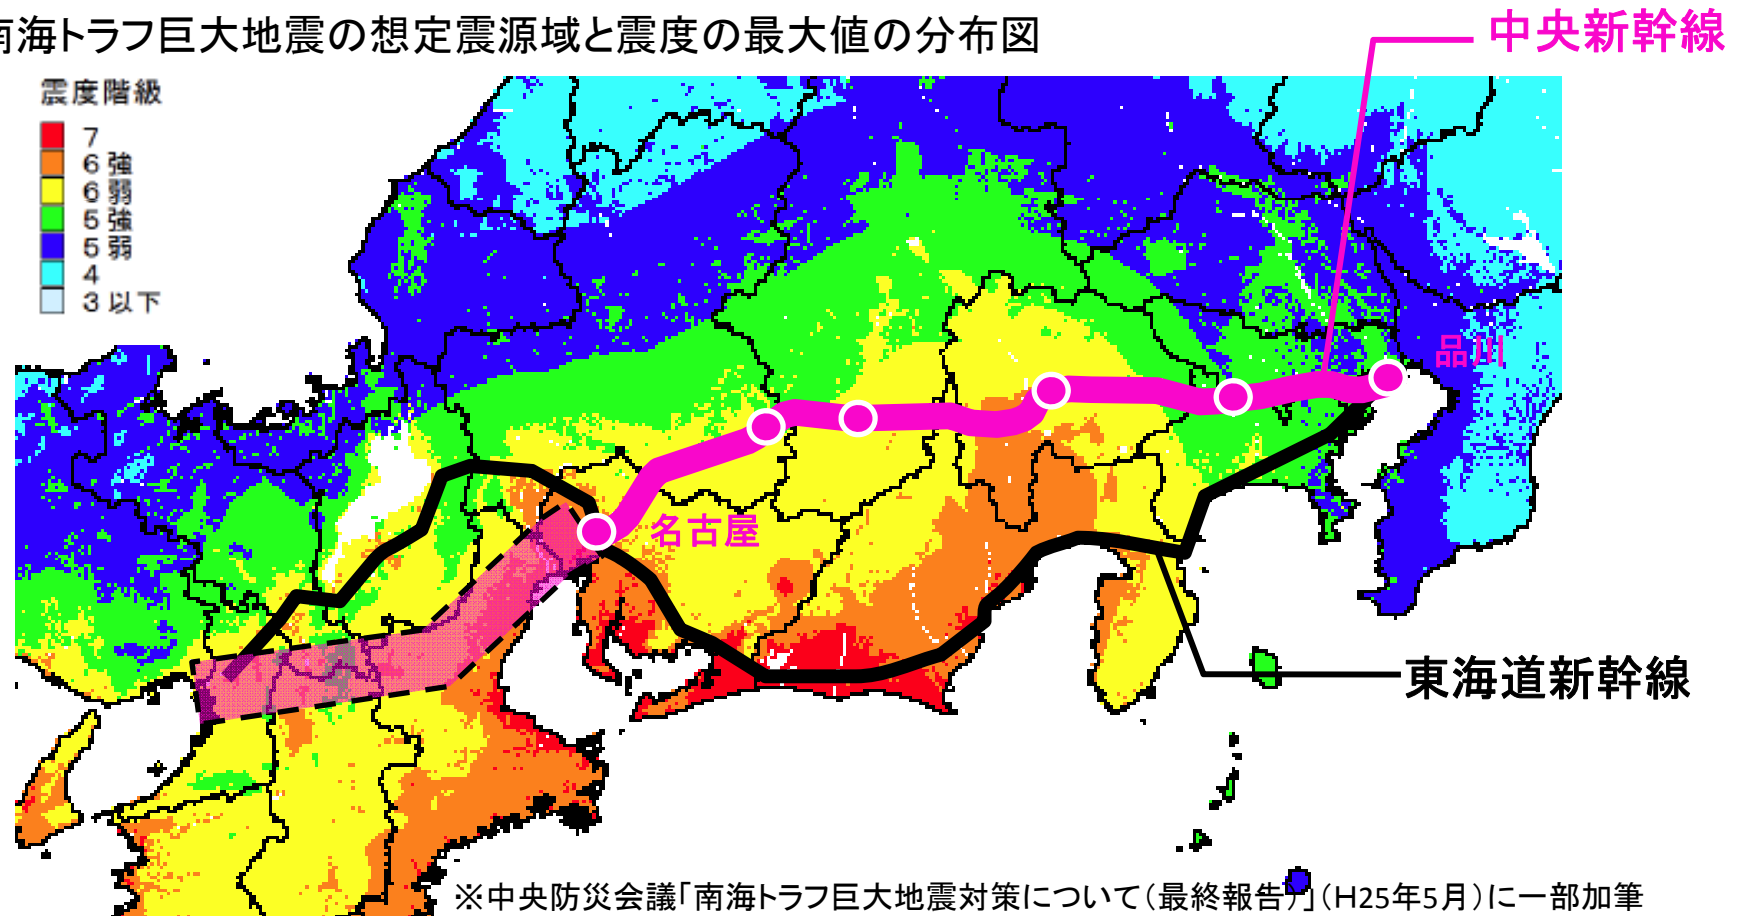 南海トラフ巨大地震の想定震源域と震度の最大値の分布図
中央新幹線
震度階級
7
6強
6弱
5強
5弱
4
3以下
品川
名古屋
東海道新幹線
※中央防災会議「南海トラフ巨大地震対策について(最終報告)」(H25年5月)に一部加筆